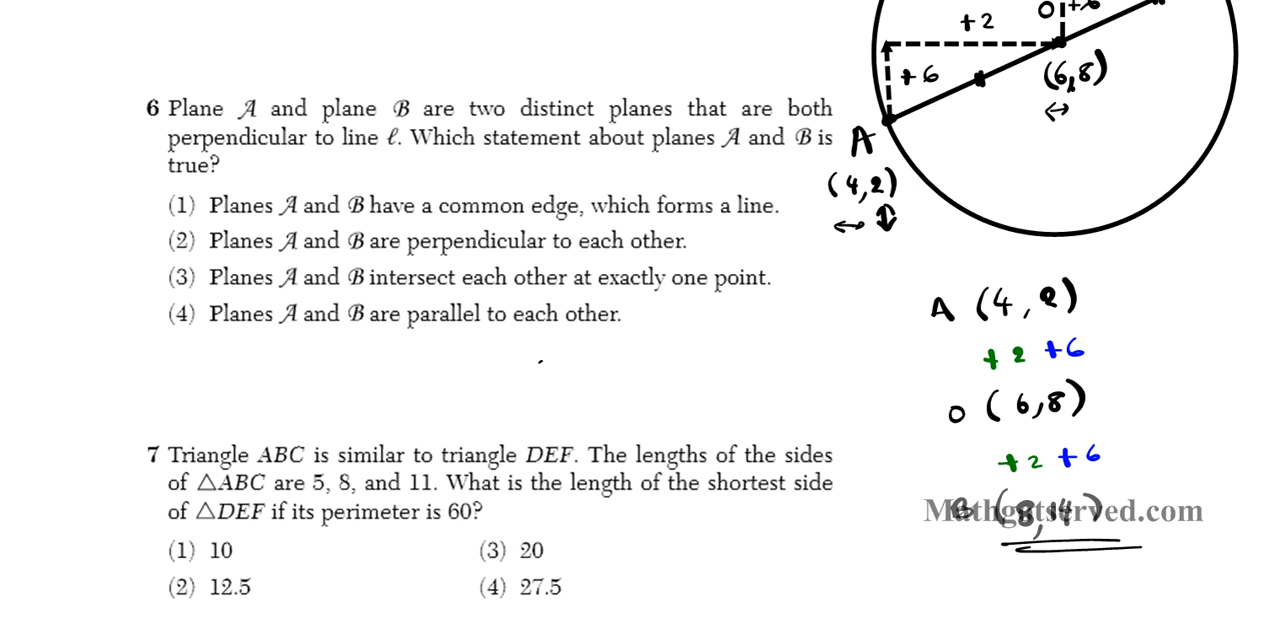 6 Plane 𝒜 and plane ℬ are two distinct planes that are both
perpendicular to line ℓ. Which statement about planes 𝒜 and ℬ is
true?
(1) Planes 𝒜 and ℬ have a common edge, which forms a line.
(2) Planes 𝒜 and ℬ are perpendicular to each other.
(3) Planes 𝒜 and ℬ intersect each other at exactly one point.
(4) Planes 𝒜 and ℬ are parallel to each other.
7 Triangle ABC is similar to triangle DEF. The lengths of the sides
of △ABC are 5, 8, and 11. What is the length of the shortest side
of △DEF if its perimeter is 60?
(1) 10
(3) 20
(2) 12.5
(4) 27.5
O
+2
+6
(6,8)
↔
A
(4,2)
↔ ↕
A (4,2)
+2 +6
O (6,8)
+2 +6
B (8,14)
Mathgotserved.com